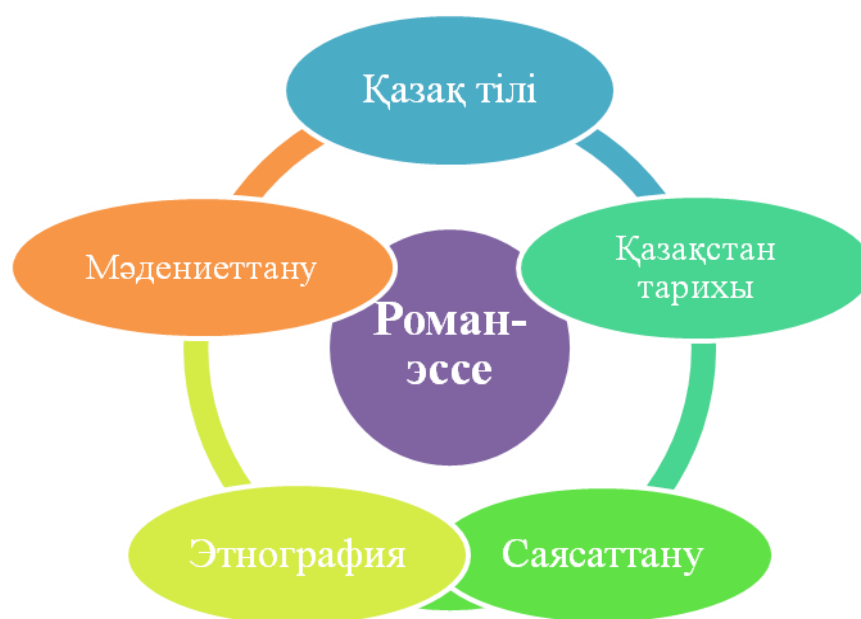 Қазақ тілі
Мәдениеттану
Қазақстан
тарихы
Роман-
эссе
Этнография
Саясаттану